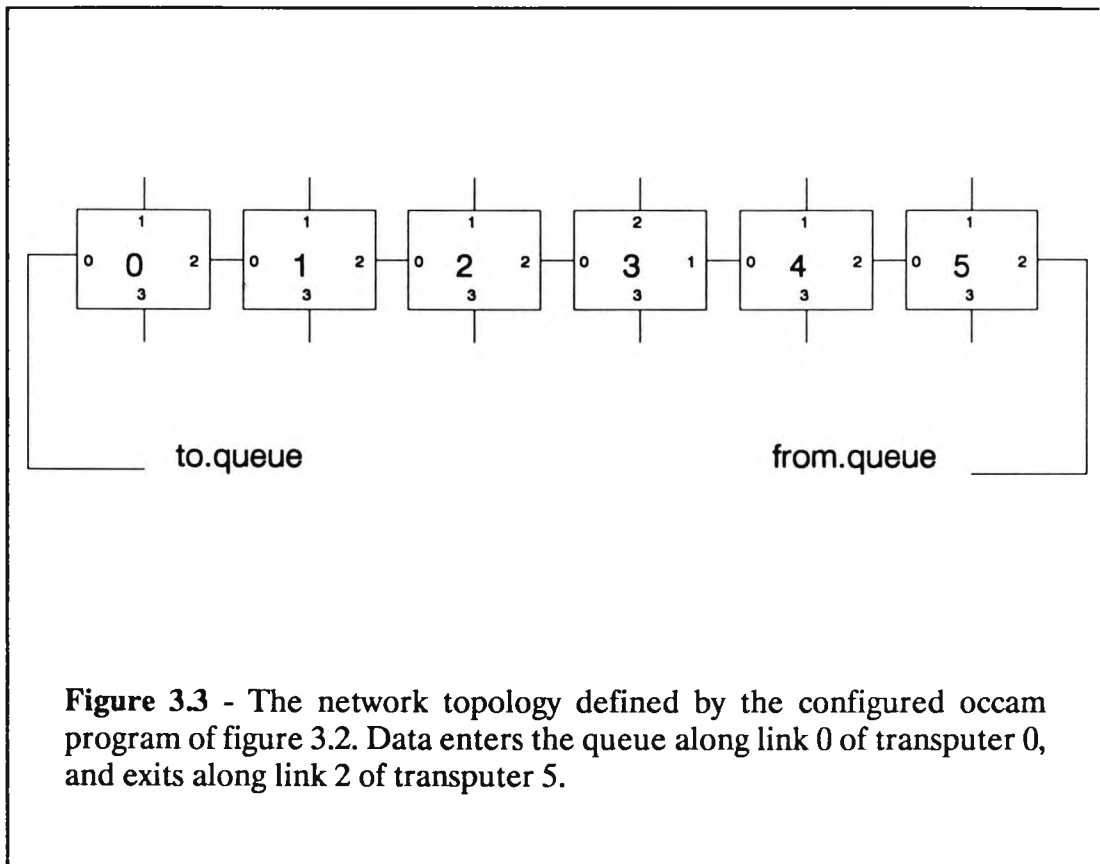 1 1 1 2 1 1
0 0 2 0 1 2 0 2 2 0 3 1 0 4 2 0 5 2
3 3 3 3 3 3
to.queue from.queue
Figure 3.3 - The network topology defined by the configured occam
program of figure 3.2. Data enters the queue along link 0 of transputer 0,
and exits along link 2 of transputer 5.